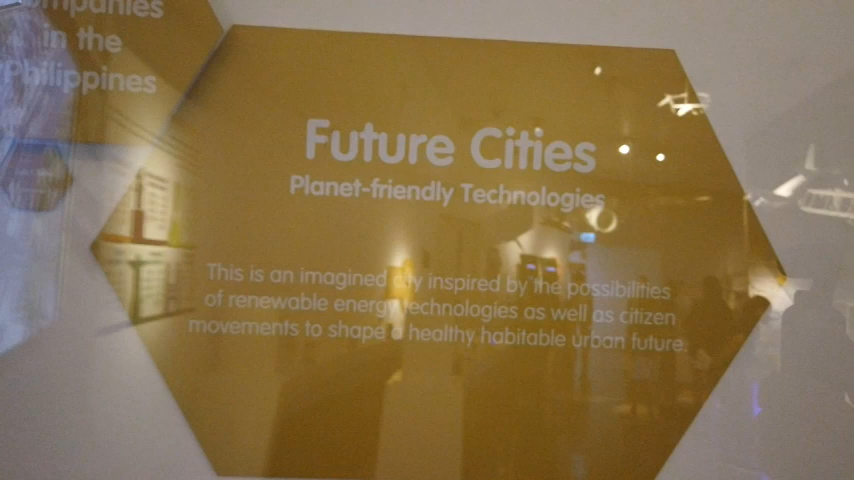 in the
Philippines
Future Cities
Planet-friendly Technologies
This is an imagined city inspired by the possibilities
of renewable energy technologies as well as citizen
movements to shape a healthy habitable urban future.